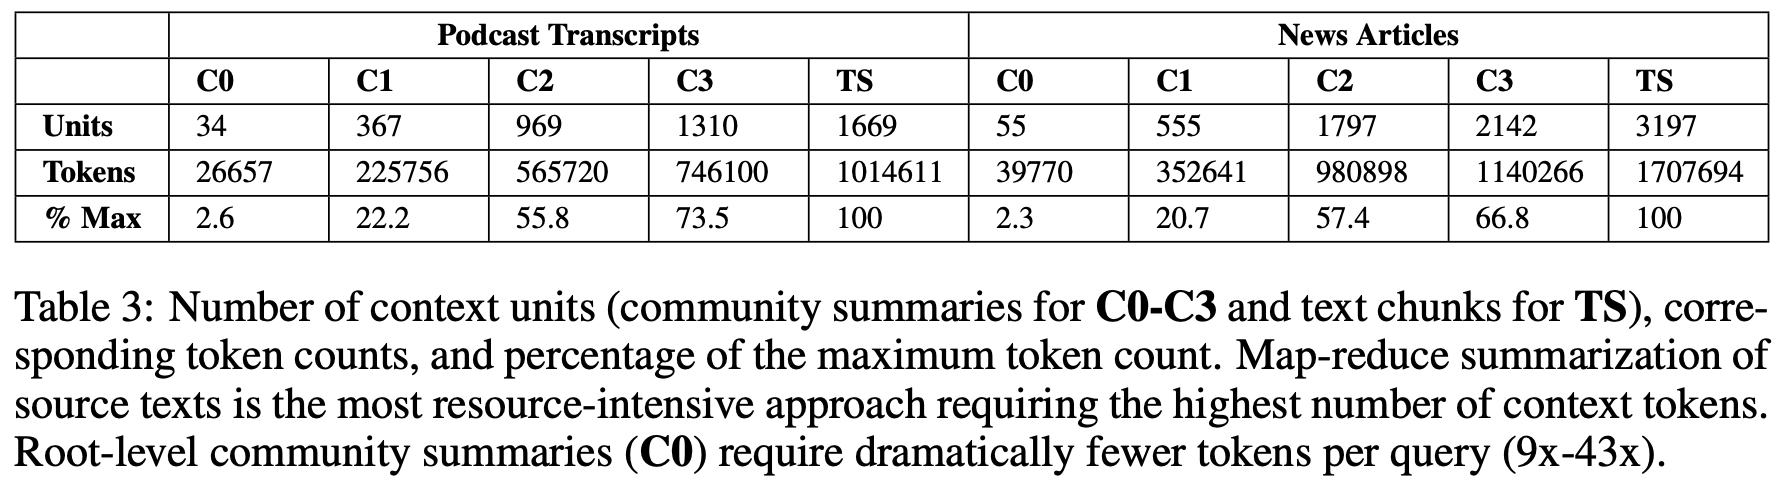 Podcast Transcripts News Articles
C0 C1 C2 C3 TS C0 C1 C2 C3 TS
Units 34 367 969 1310 1669 55 555 1797 2142 3197
Tokens 26657 225756 565720 746100 1014611 39770 352641 980898 1140266 1707694
% Max 2.6 22.2 55.8 73.5 100 2.3 20.7 57.4 66.8 100
Table 3: Number of context units (community summaries for C0-C3 and text chunks for TS), corre-
sponding token counts, and percentage of the maximum token count. Map-reduce summarization of
source texts is the most resource-intensive approach requiring the highest number of context tokens.
Root-level community summaries (C0) require dramatically fewer tokens per query (9x-43x).